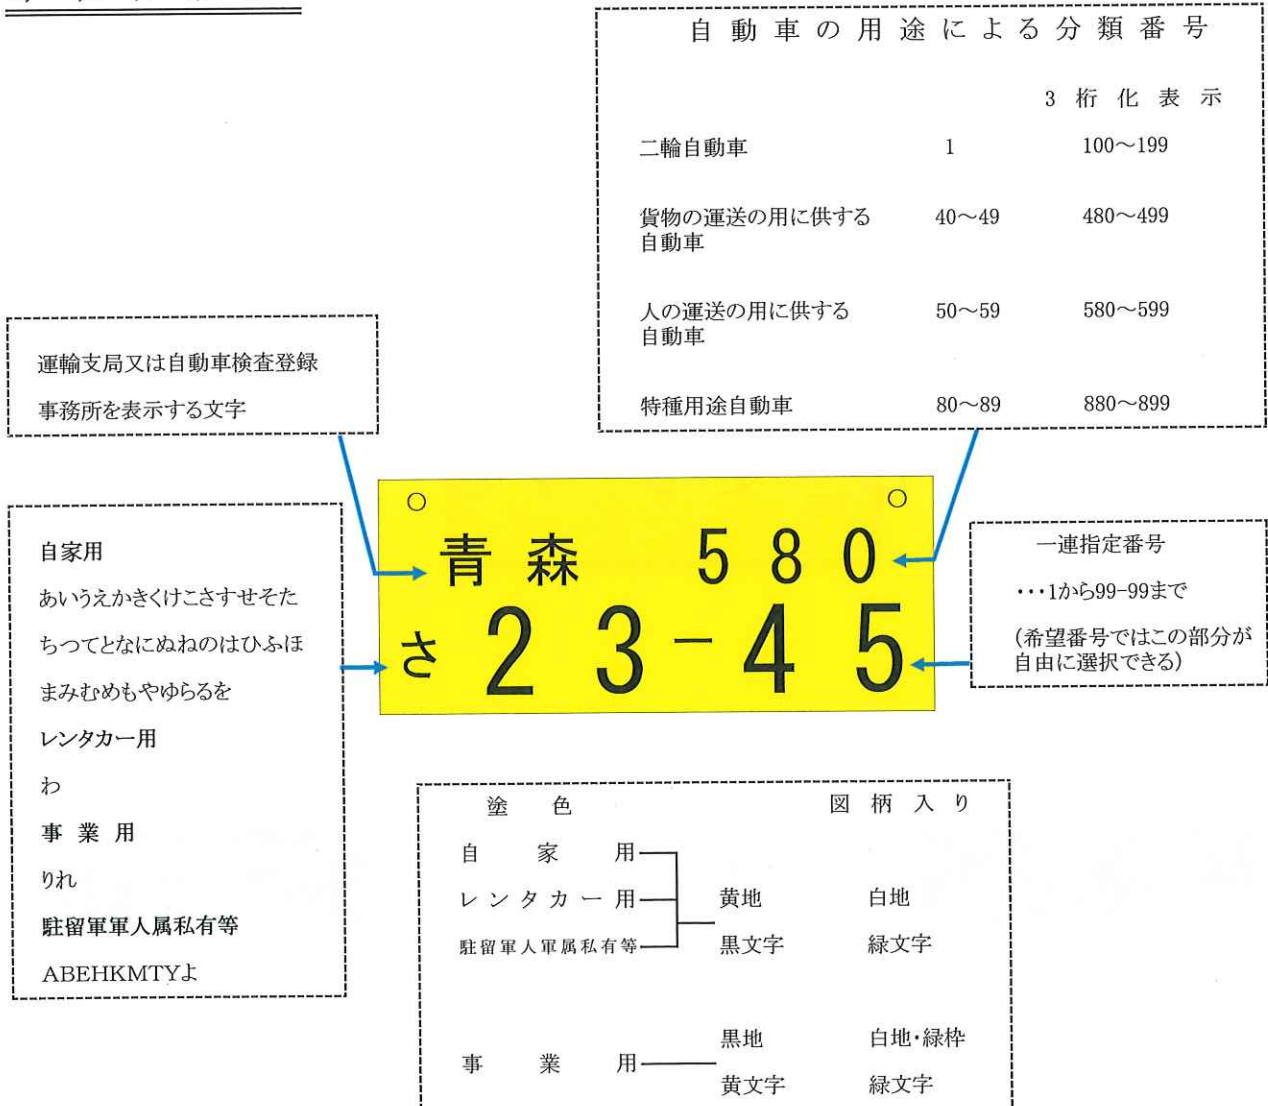 自動車の用途による分類番号
3桁化表示
二輪自動車 1 100～199
貨物の運送の用に供する 40～49 480～499
自動車
人の運送の用に供する 50～59 580～599
自動車
特種用途自動車 80～89 880～899
運輸支局又は自動車検査登録
事務所を表示する文字
青森 580
さ 23-45
自家用
あいうえかきくけこさすせそた
ちつてとなにぬねのはひふほ
まみむめもやゆらるを
レンタカー用
わ
事業用
りれ
駐留軍軍人属私有等
ABEHKMTYよ
一連指定番号
・・・1から99-99まで
(希望番号ではこの部分が
自由に選択できる)
塗色 図柄入り
自家用
レンタカー用 黄地 白地
駐留軍人軍属私有等 黒文字 緑文字
黒地 白地・緑枠
事業用
黄文字 緑文字